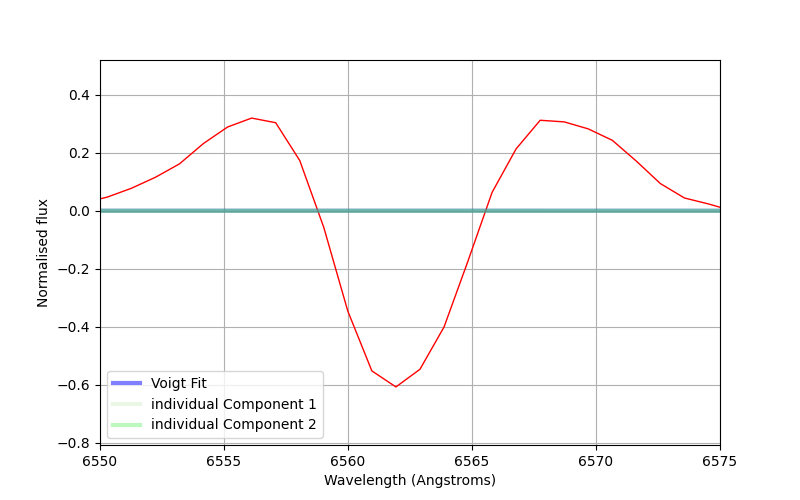 0.4
0.2
0.0
−0.2
−0.4
−0.6
−0.8
Normalised flux
Voigt Fit
individual Component 1
individual Component 2
6550 6555 6560 6565 6570 6575
Wavelength (Angstroms)